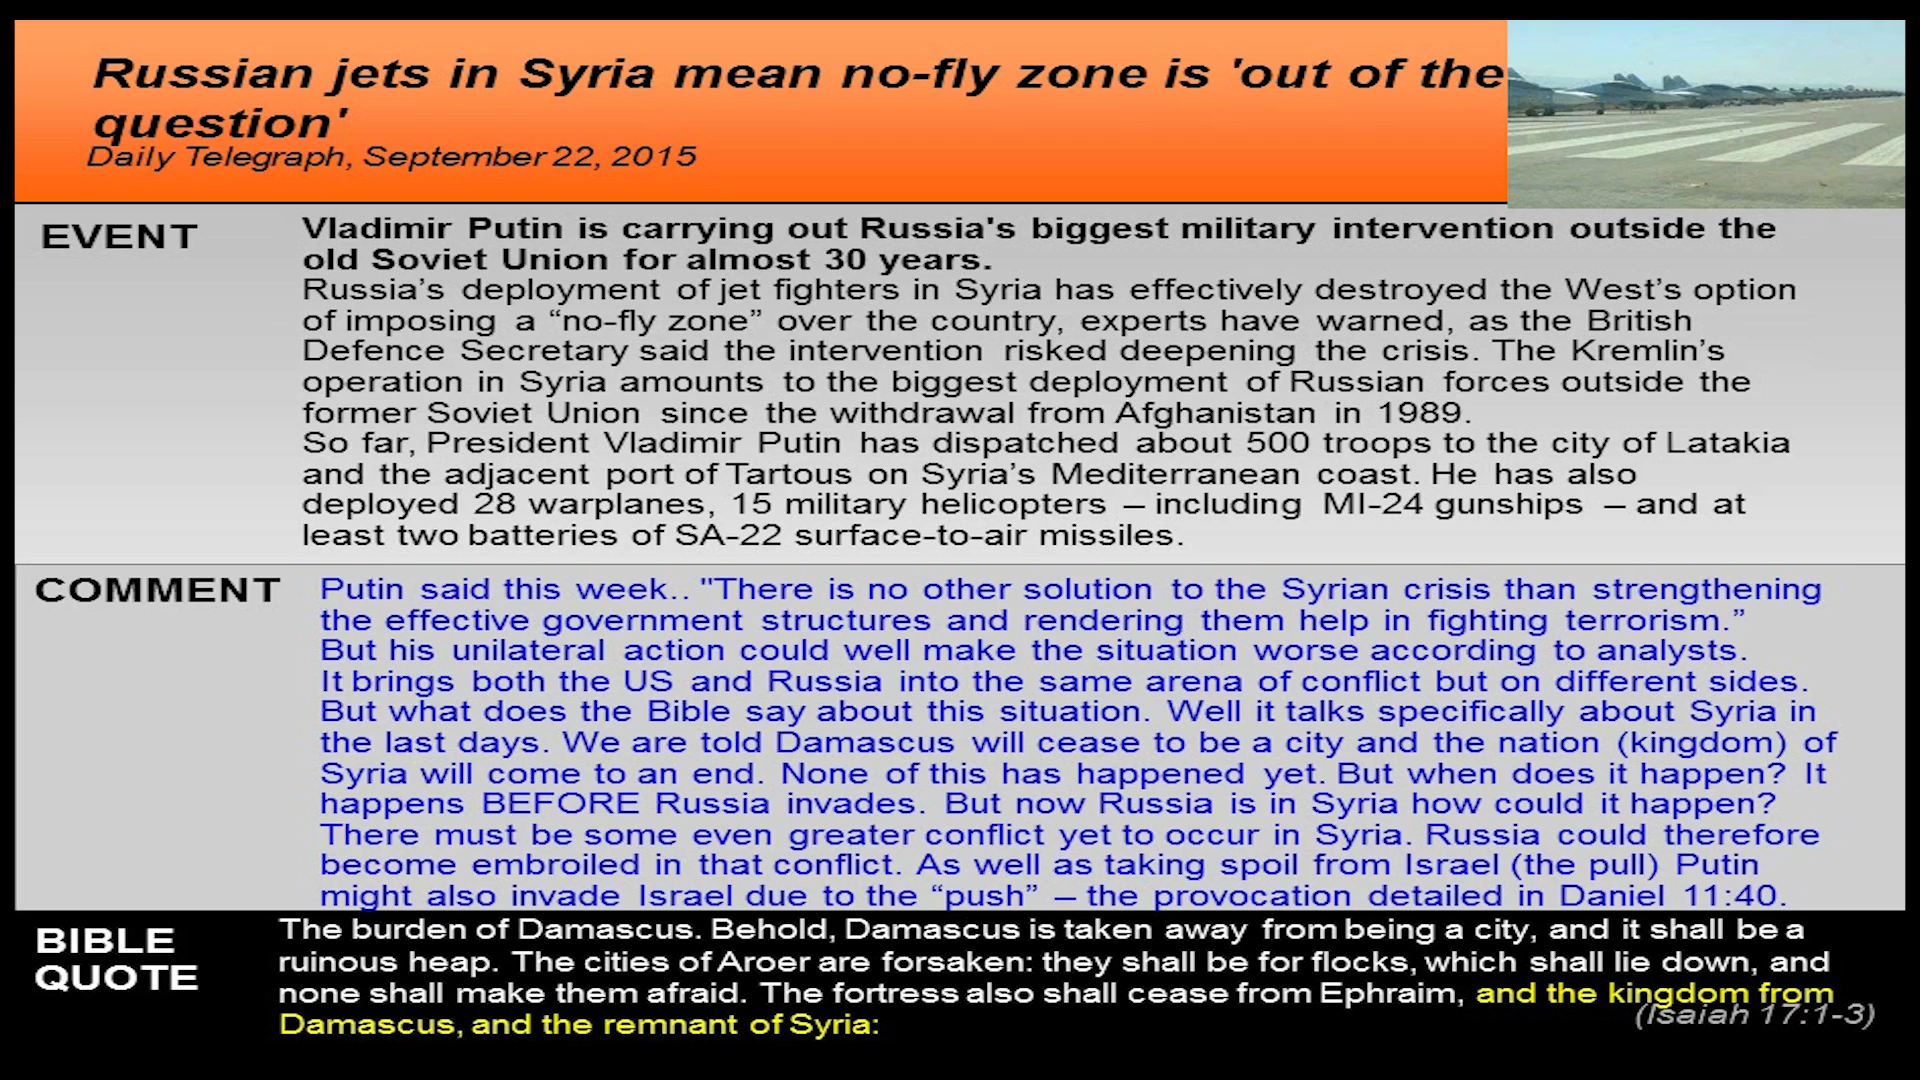 Russian jets in Syria mean no-fly zone is 'out of the
question'
Daily Telegraph, September 22, 2015
EVENT
Vladimir Putin is carrying out Russia's biggest military intervention outside the
old Soviet Union for almost 30 years.
Russia’s deployment of jet fighters in Syria has effectively destroyed the West’s option
of imposing a “no-fly zone” over the country, experts have warned, as the British
Defence Secretary said the intervention risked deepening the crisis. The Kremlin’s
operation in Syria amounts to the biggest deployment of Russian forces outside the
former Soviet Union since the withdrawal from Afghanistan in 1989.
So far, President Vladimir Putin has dispatched about 500 troops to the city of Latakia
and the adjacent port of Tartous on Syria’s Mediterranean coast. He has also
deployed 28 warplanes, 15 military helicopters – including MI-24 gunships – and at
least two batteries of SA-22 surface-to-air missiles.
COMMENT
Putin said this week.. "There is no other solution to the Syrian crisis than strengthening
the effective government structures and rendering them help in fighting terrorism.”
But his unilateral action could well make the situation worse according to analysts.
It brings both the US and Russia into the same arena of conflict but on different sides.
But what does the Bible say about this situation. Well it talks specifically about Syria in
the last days. We are told Damascus will cease to be a city and the nation (kingdom) of
Syria will come to an end. None of this has happened yet. But when does it happen? It
happens BEFORE Russia invades. But now Russia is in Syria how could it happen?
There must be some even greater conflict yet to occur in Syria. Russia could therefore
become embroiled in that conflict. As well as taking spoil from Israel (the pull) Putin
might also invade Israel due to the “push” – the provocation detailed in Daniel 11:40.
BIBLE
QUOTE
The burden of Damascus. Behold, Damascus is taken away from being a city, and it shall be a
ruinous heap. The cities of Aroer are forsaken: they shall be for flocks, which shall lie down, and
none shall make them afraid. The fortress also shall cease from Ephraim, and the kingdom from
Damascus, and the remnant of Syria:
(Isaiah 17:1-3)